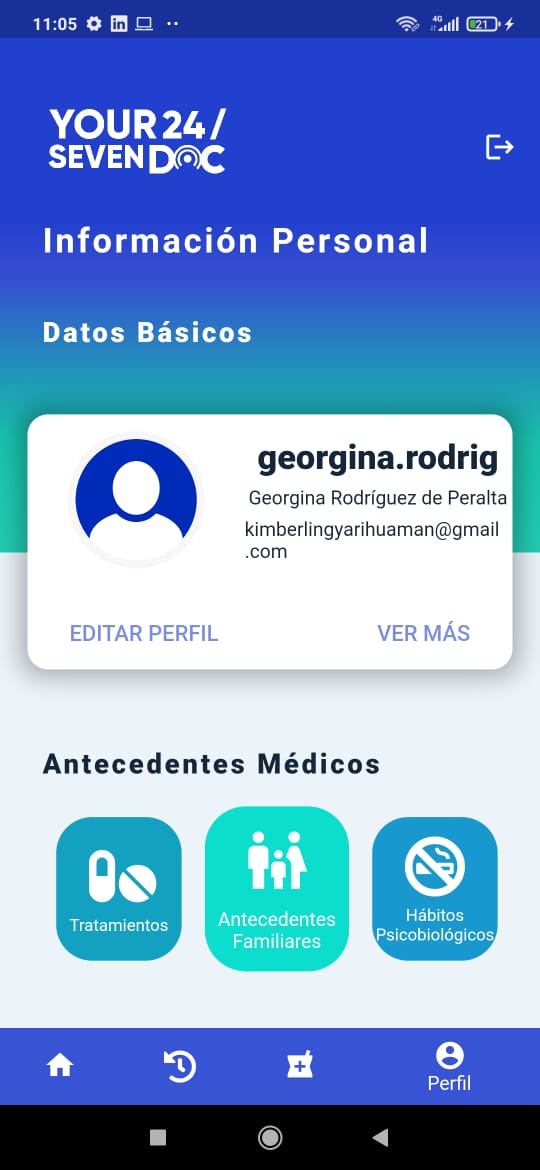 11:05
4G
21
YOUR 24/
SEVEN DOC
Información Personal
Datos Básicos
georgina.rodrig
Georgina Rodríguez de Peralta
kimberlingyarihuaman@gmail
.com
EDITAR PERFIL VER MÁS
Antecedentes Médicos
Tratamientos
Antecedentes
Familiares
Hábitos
Psicobiológicos
Perfil